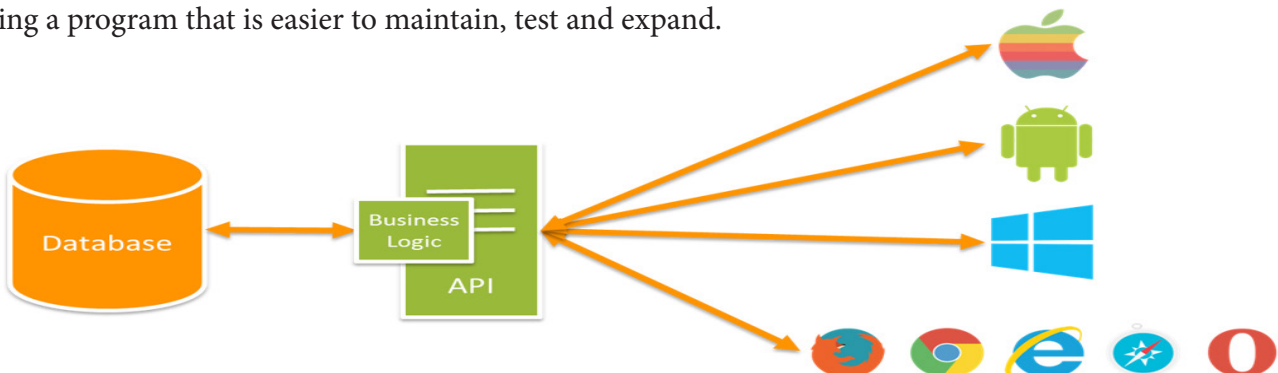 ing a program that is easier to maintain, test and expand.
Database
Business
Logic
API